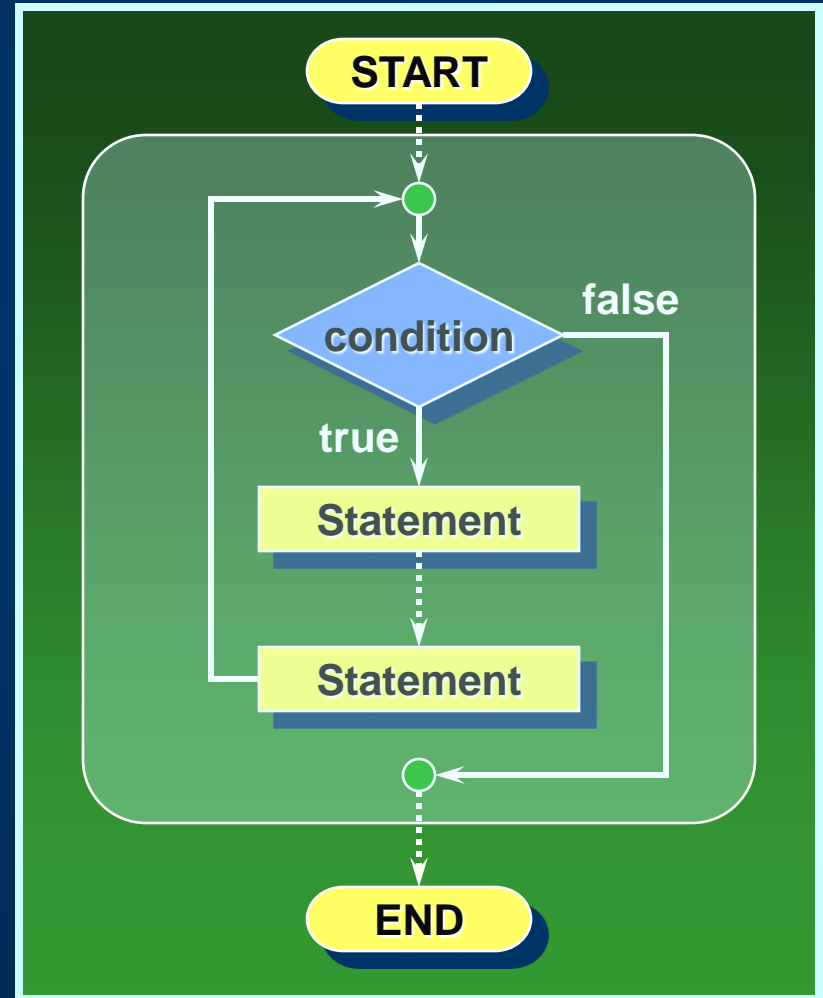 START
condition
false
true
Statement
Statement
END